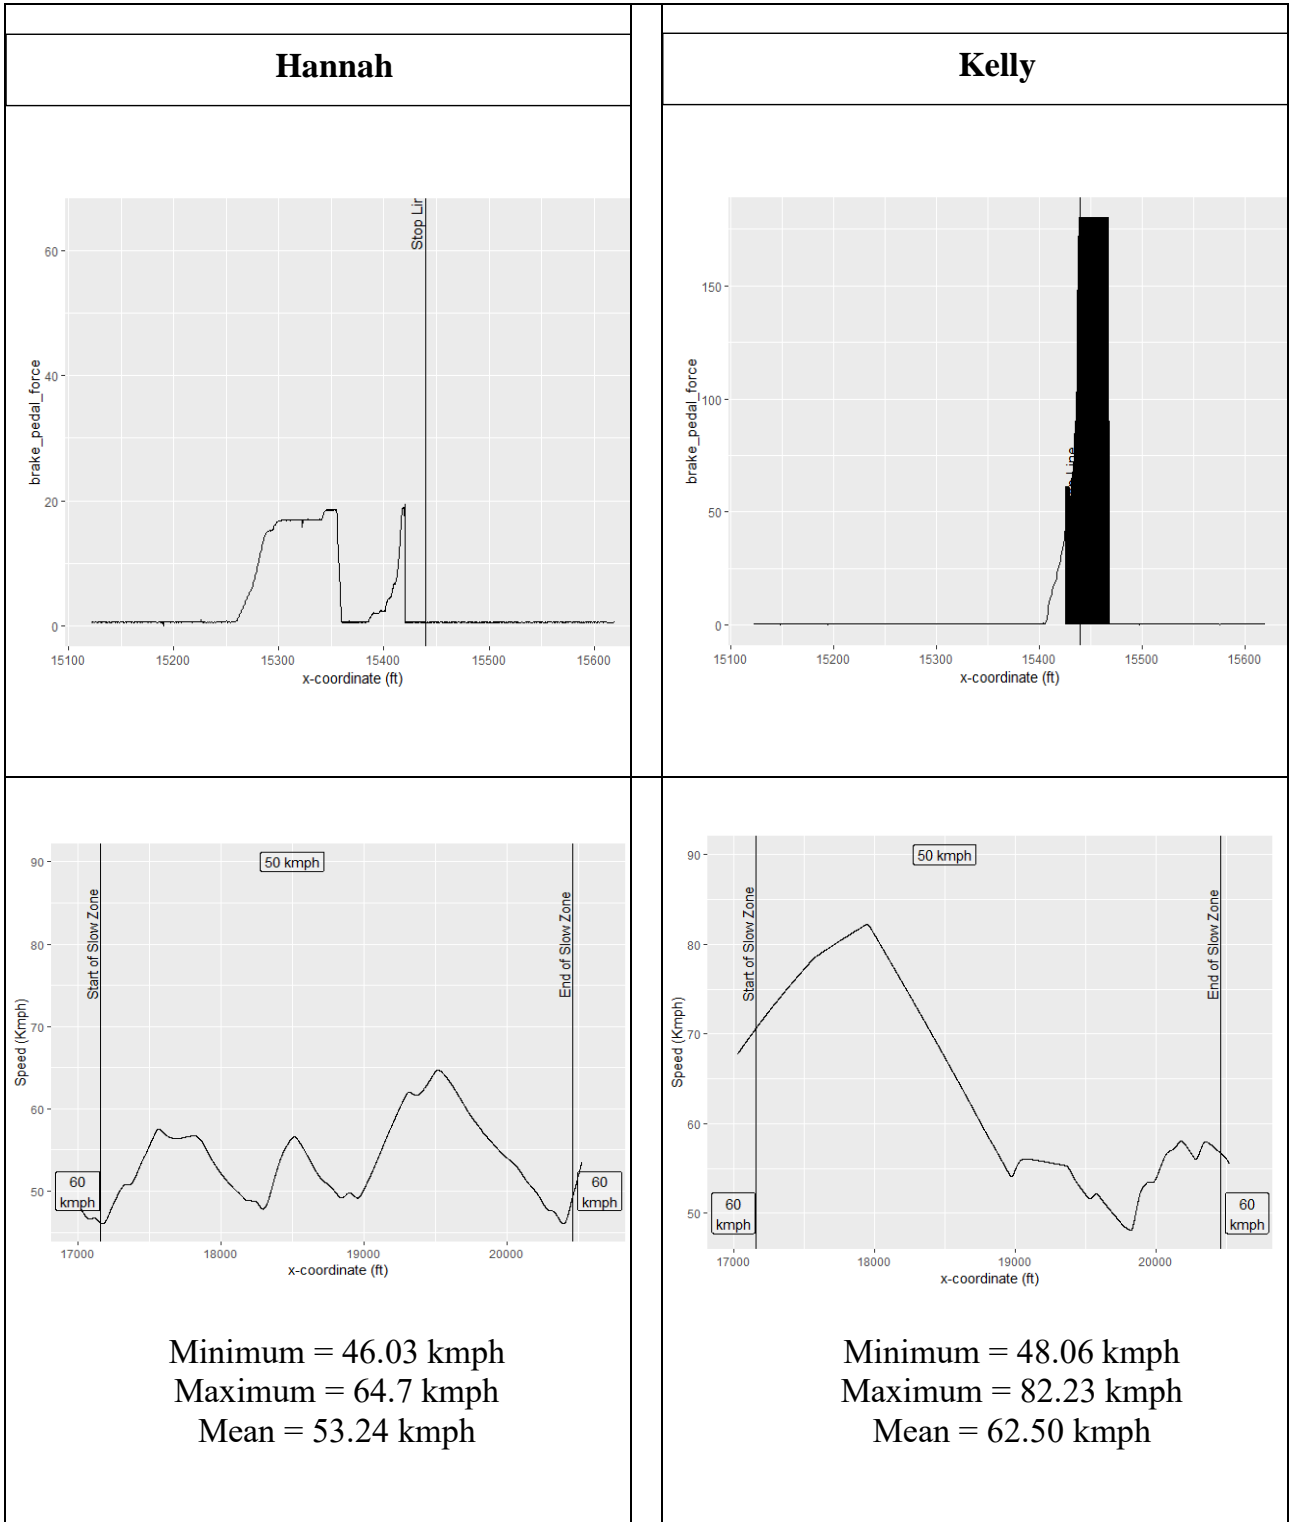 Hannah
Kelly
Stop Lir
60
40
20
0
brake_pedal_force
15100 15200 15300 15400 15500 15600
x-coordinate (ft)
150
100
50
0
brake_pedal_force
Line
15100 15200 15300 15400 15500 15600
x-coordinate (ft)
50 kmph
90
80
70
60
50
Speed (Kmph)
Start of Slow Zone
End of Slow Zone
60
kmph
60
kmph
17000 18000 19000 20000
x-coordinate (ft)
Minimum = 46.03 kmph
Maximum = 64.7 kmph
Mean = 53.24 kmph
50 kmph
90
80
70
60
50
Speed (Kmph)
Start of Slow Zone
End of Slow Zone
60
kmph
60
kmph
17000 18000 19000 20000
x-coordinate (ft)
Minimum = 48.06 kmph
Maximum = 82.23 kmph
Mean = 62.50 kmph